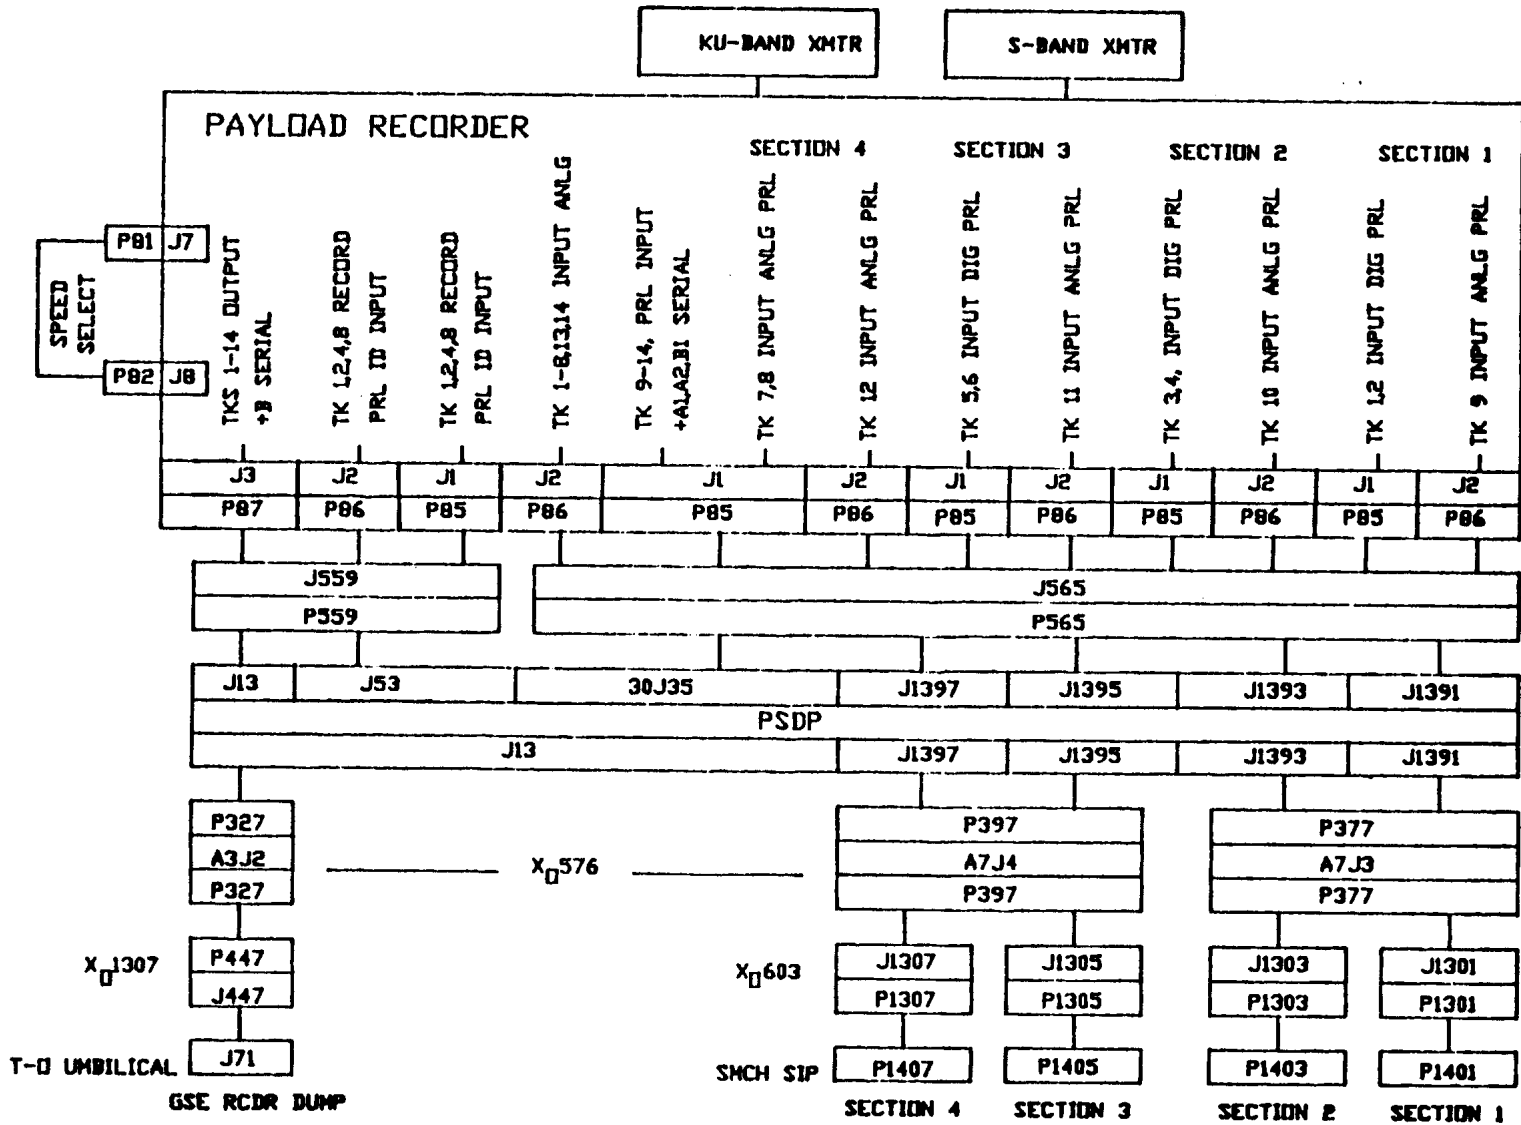 KU-BAND XMTR
S-BAND XMTR
PAYLOAD RECORDER
SECTION 4
SECTION 3
SECTION 2
SECTION 1
P81 J7
SPEED
SELECT
P82 J8
TKS 1-14 OUTPUT
+B SERIAL
TK 1,2,4,8 RECORD
PRL ID INPUT
TK 1,2,4,8 RECORD
PRL ID INPUT
TK 1-8,13,14 INPUT ANLG
TK 9-14, PRL INPUT
+A1,A2,B1 SERIAL
TK 7,8 INPUT ANLG PRL
TK 12 INPUT ANLG PRL
TK 5,6 INPUT DIG PRL
TK 11 INPUT ANLG PRL
TK 3,4, INPUT DIG PRL
TK 10 INPUT ANLG PRL
TK 1,2 INPUT DIG PRL
TK 9 INPUT ANLG PRL
J3 J2 J1 J2 J1 J2 J1 J2 J1 J2 J1 J2
P87 P86 P85 P86 P85 P86 P85 P86 P85 P86 P85 P86
J559 J565
P559 P565
J13 J53 30J35 J1397 J1395 J1393 J1391
PSDP
J13 J1397 J1395 J1393 J1391
P327 P397 P377
A3J2 X0576 A7J4 A7J3
P327 P397 P377
X01307 P447 X0603 J1307 J1305 J1303 J1301
J447 P1307 P1305 P1303 P1301
T-0 UMBILICAL J71 SMCH SIP P1407 P1405 P1403 P1401
GSE RCDR DUMP SECTION 4 SECTION 3 SECTION 2 SECTION 1